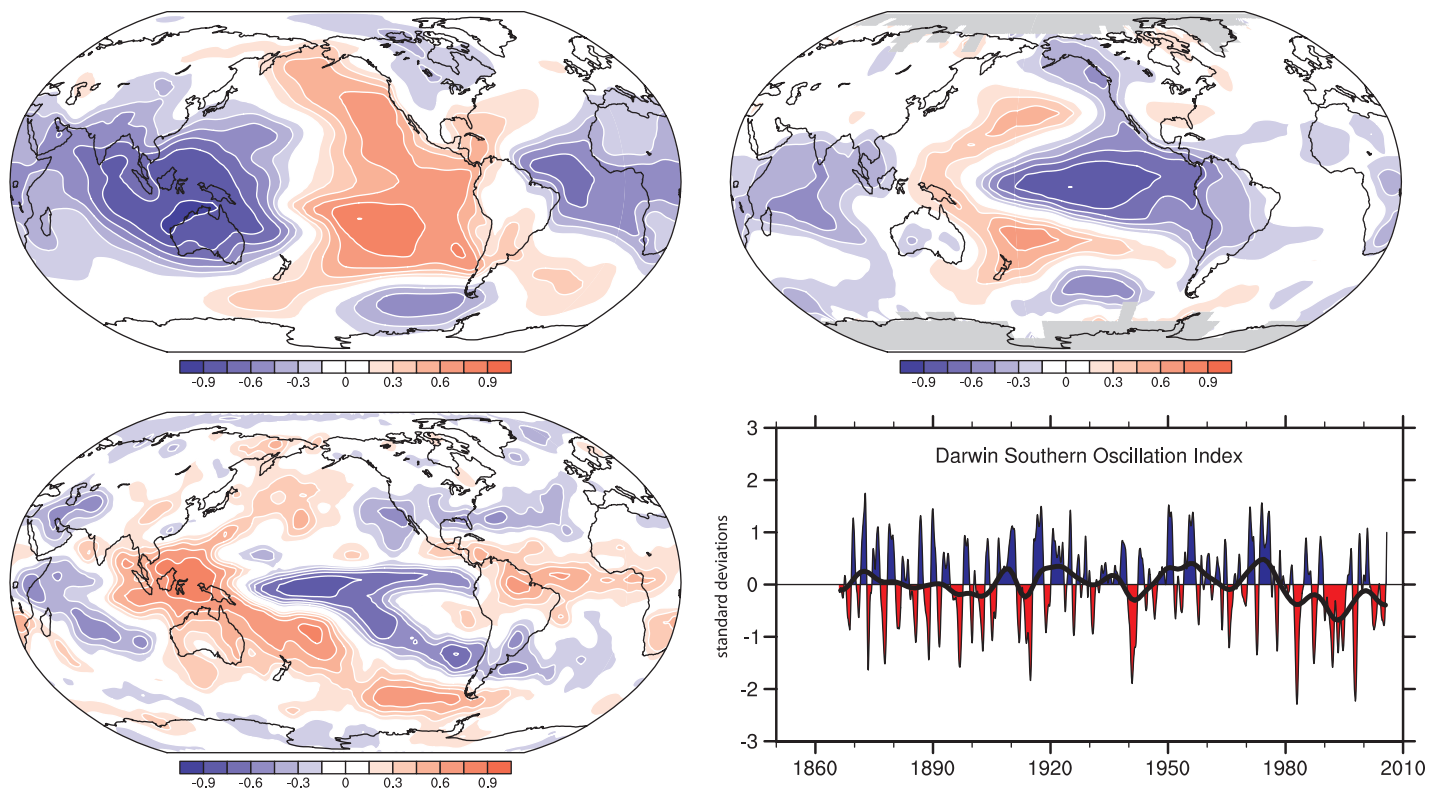 -0.9 -0.6 -0.3 0 0.3 0.6 0.9
-0.9 -0.6 -0.3 0 0.3 0.6 0.9
-0.9 -0.6 -0.3 0 0.3 0.6 0.9
Darwin Southern Oscillation Index
standard deviations
3
2
1
0
-1
-2
-3
1860 1890 1920 1950 1980 2010